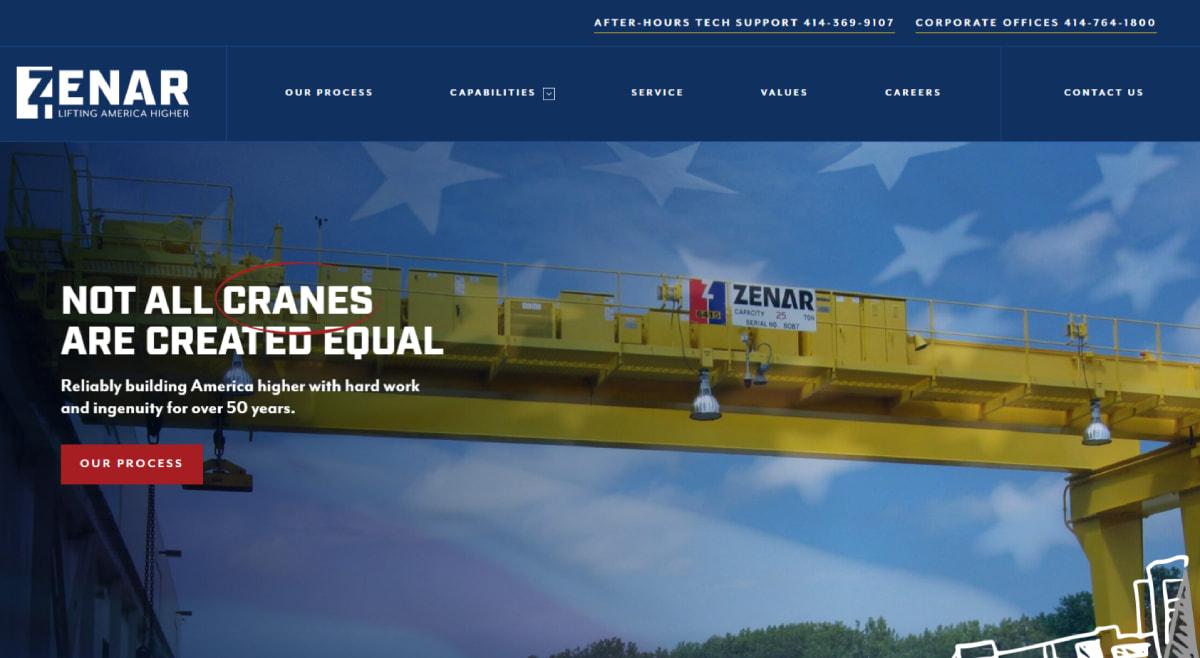 AFTER-HOURS TECH SUPPORT 414-369-9107
CORPORATE OFFICES 414-764-1800
ZENAR
LIFTING AMERICA HIGHER
OUR PROCESS
CAPABILITIES
SERVICE
VALUES
CAREERS
CONTACT US
NOT ALL CRANES
ARE CREATED EQUAL
Reliably building America higher with hard work
and ingenuity for over 50 years.
OUR PROCESS
ZENAR
CAPACITY 25 TON
SERIAL NO. 8087